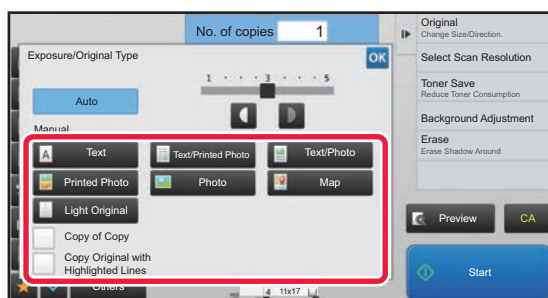 No. of copies 1
Exposure/Original Type
OK
1 3 5
Auto
Manual
A Text
Text/Printed Photo
Text/Photo
Printed Photo
Photo
Map
Light Original
Copy of Copy
Copy Original with
Highlighted Lines
Others
4 11x17
Original
Change Size/Direction.
Select Scan Resolution
Toner Save
Reduce Toner Consumption
Background Adjustment
Erase
Erase Shadow Around
Preview
CA
Start